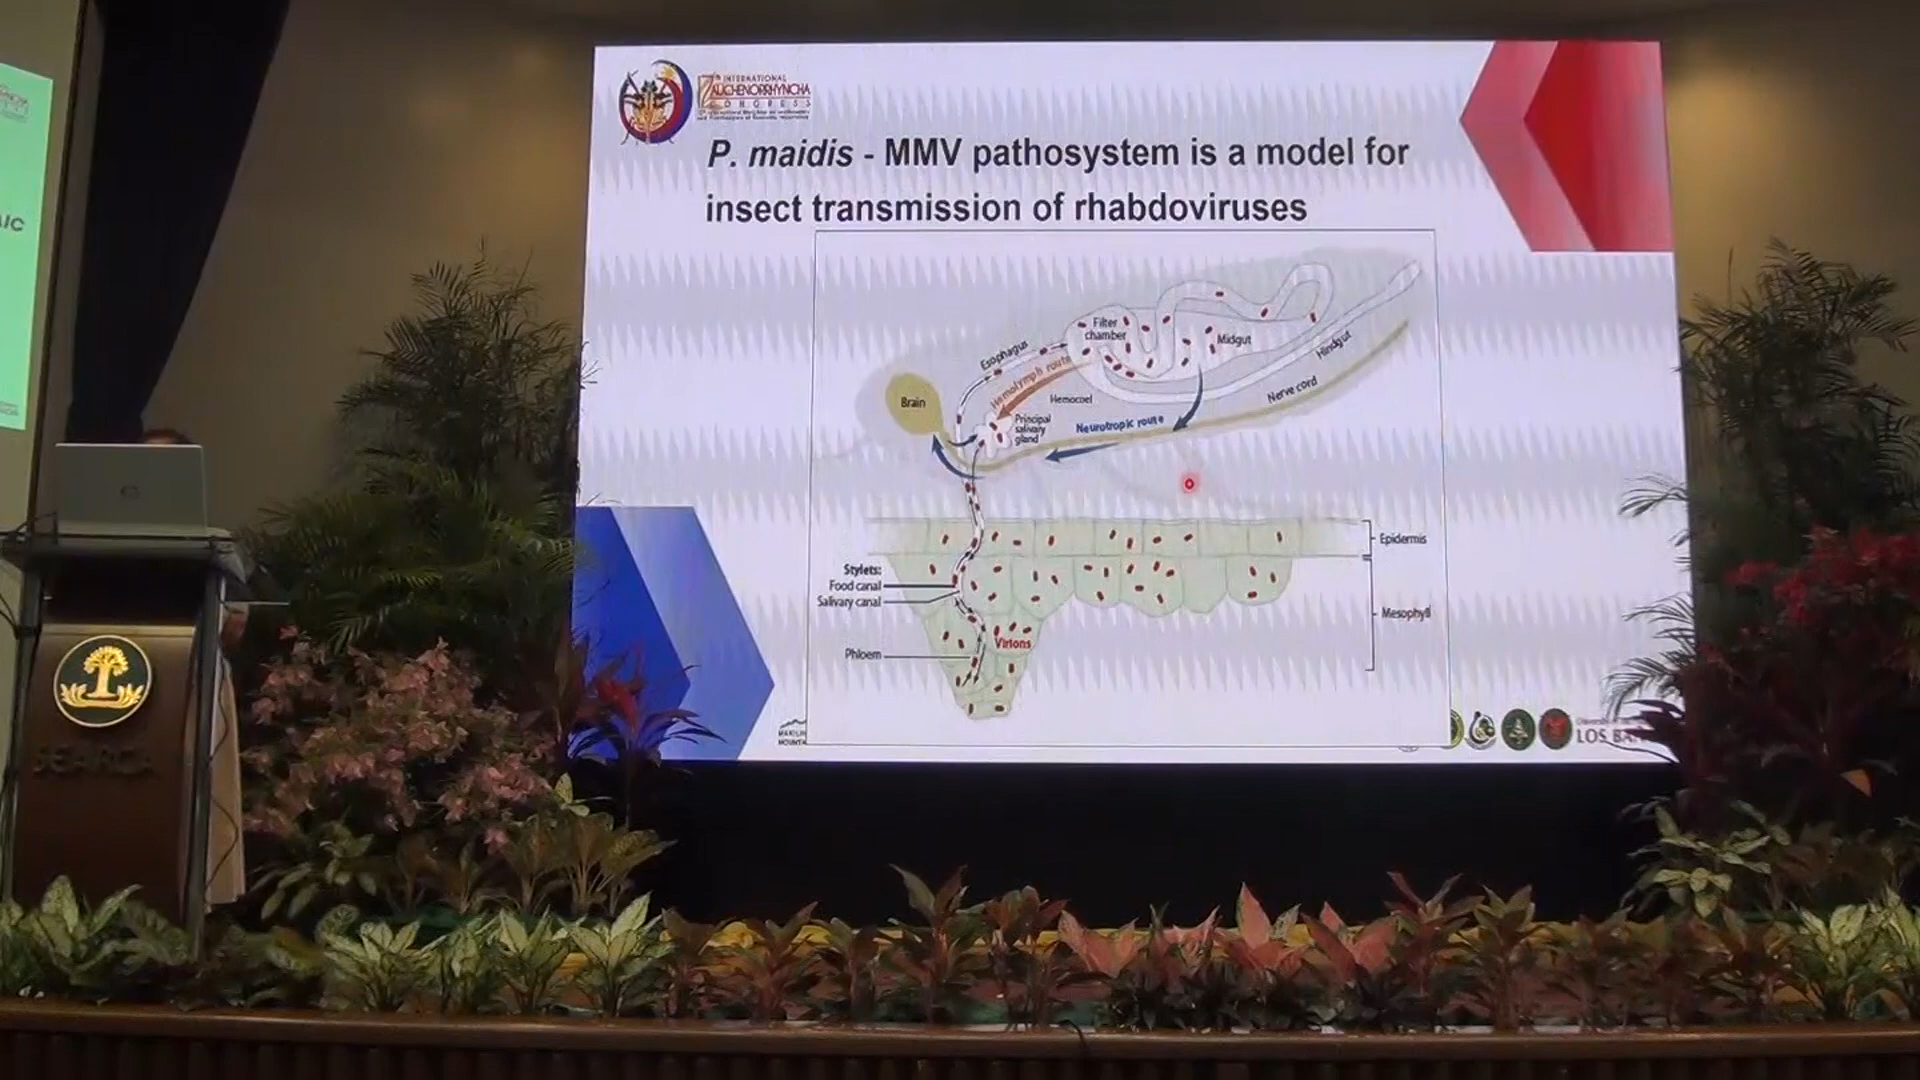 INTERNATIONAL
AUCHENORRHYNCHA
CONGRESS
P. maidis - MMV pathosystem is a model for
insect transmission of rhabdoviruses
Filter
chamber
Esophagus
Midgut
Hindgut
Hemolymph route
Hemocoel
Nerve cord
Brain
Principal
salivary
gland
Neurotropic route
Epidermis
Stylets:
Food canal
Salivary canal
Mesophyll
Virions
Phloem
LOS BA
SEARCA